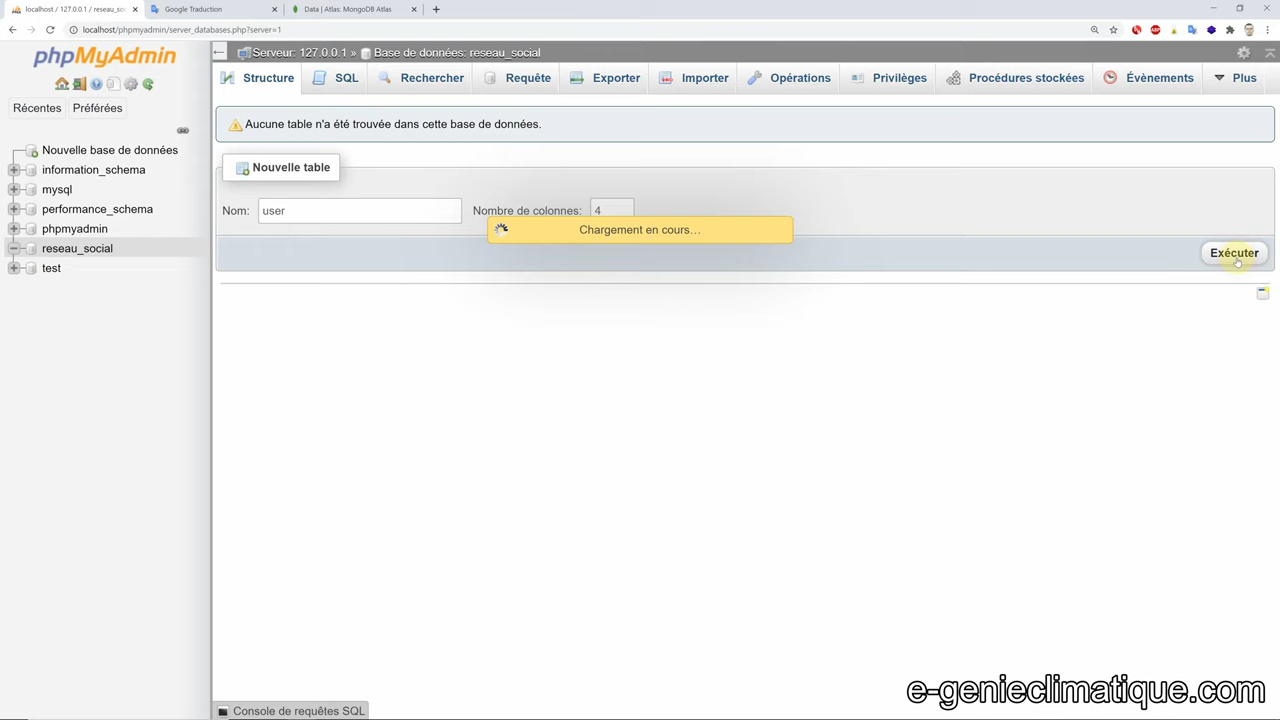 localhost / 127.0.0.1 / reseau_soc
Google Traduction
Data | Atlas: MongoDB Atlas
localhost/phpmyadmin/server_databases.php?server=1
phpMyAdmin
Récentes
Préférées
Nouvelle base de données
information_schema
mysql
performance_schema
phpmyadmin
reseau_social
test
Serveur: 127.0.0.1 » Base de données: reseau_social
Structure
SQL
Rechercher
Requête
Exporter
Importer
Opérations
Privilèges
Procédures stockées
Évènements
Plus
Aucune table n'a été trouvée dans cette base de données.
Nouvelle table
Nom: user
Nombre de colonnes: 4
Chargement en cours…
Exécuter
Console de requêtes SQL
e-genieclimatique.com